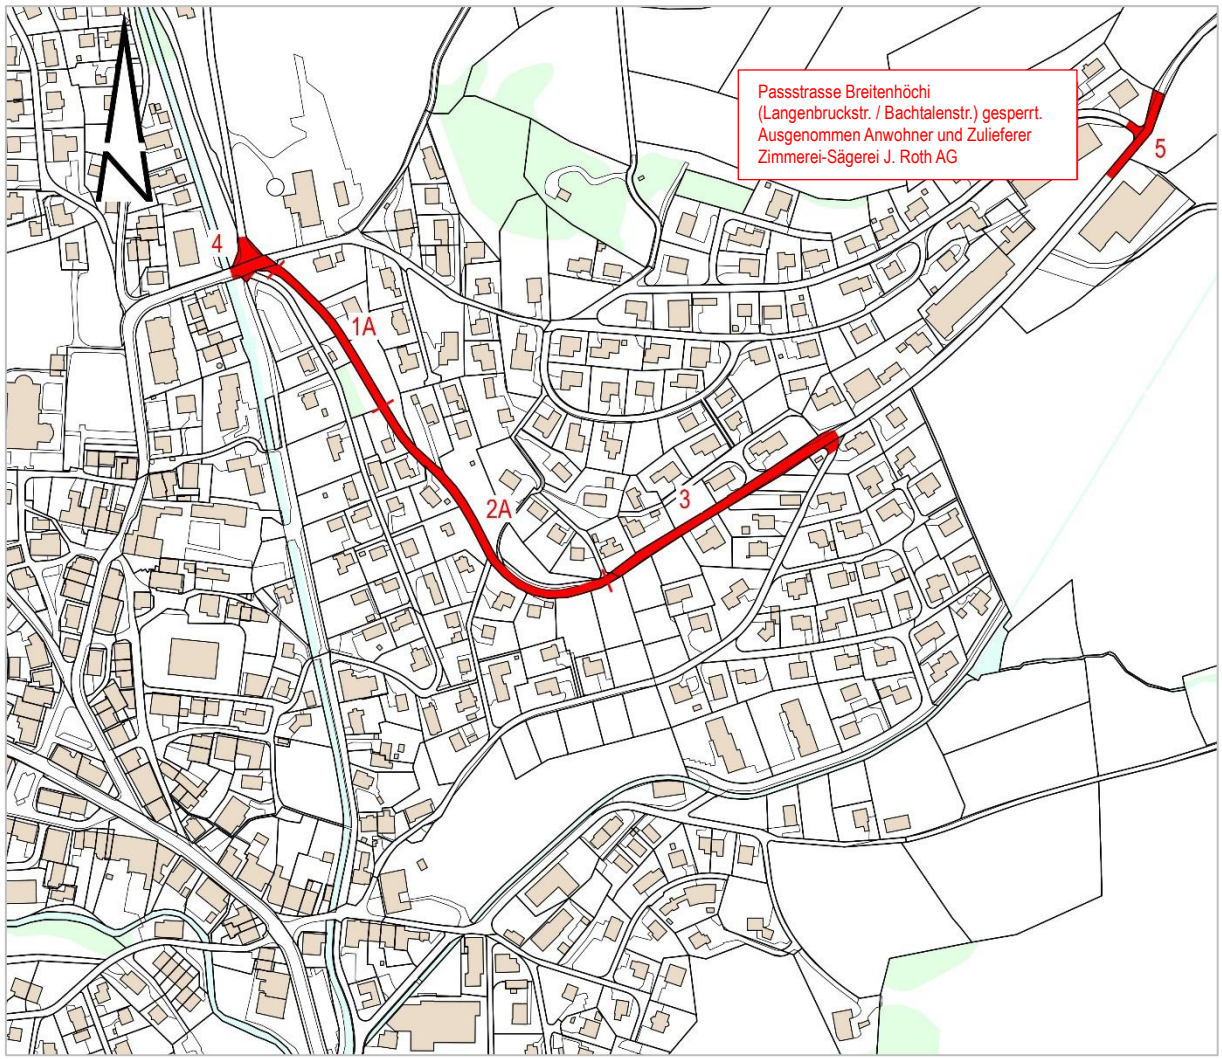 Passstrasse Breitenhöchi
(Langenbruckstr. / Bachtalenstr.) gesperrt.
Ausgenommen Anwohner und Zulieferer
Zimmerei-Sägerei J. Roth AG
5
N
4
1A
2A
3